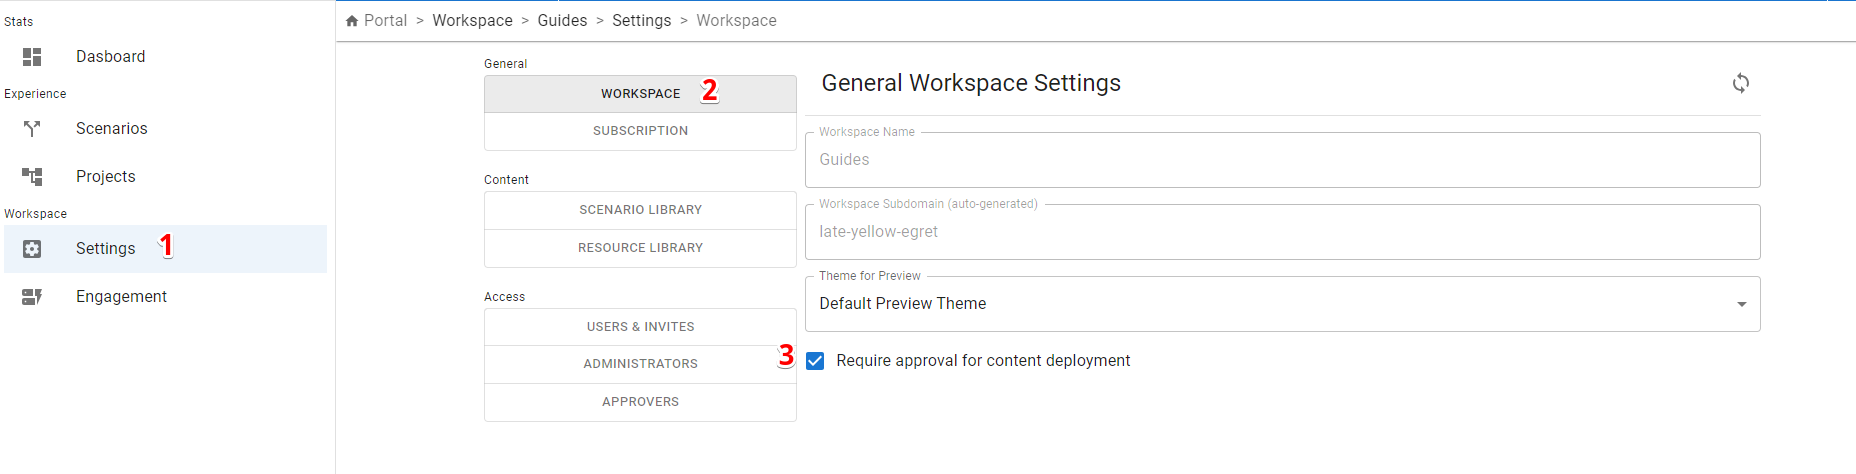 Stats
Dasboard
Experience
Scenarios
Projects
Workspace
Settings 1
Engagement
Portal > Workspace > Guides > Settings > Workspace
General
WORKSPACE 2
SUBSCRIPTION
Content
SCENARIO LIBRARY
RESOURCE LIBRARY
Access
USERS & INVITES
ADMINISTRATORS
APPROVERS
General Workspace Settings
Workspace Name
Guides
Workspace Subdomain (auto-generated)
late-yellow-egret
Theme for Preview
Default Preview Theme
3 Require approval for content deployment